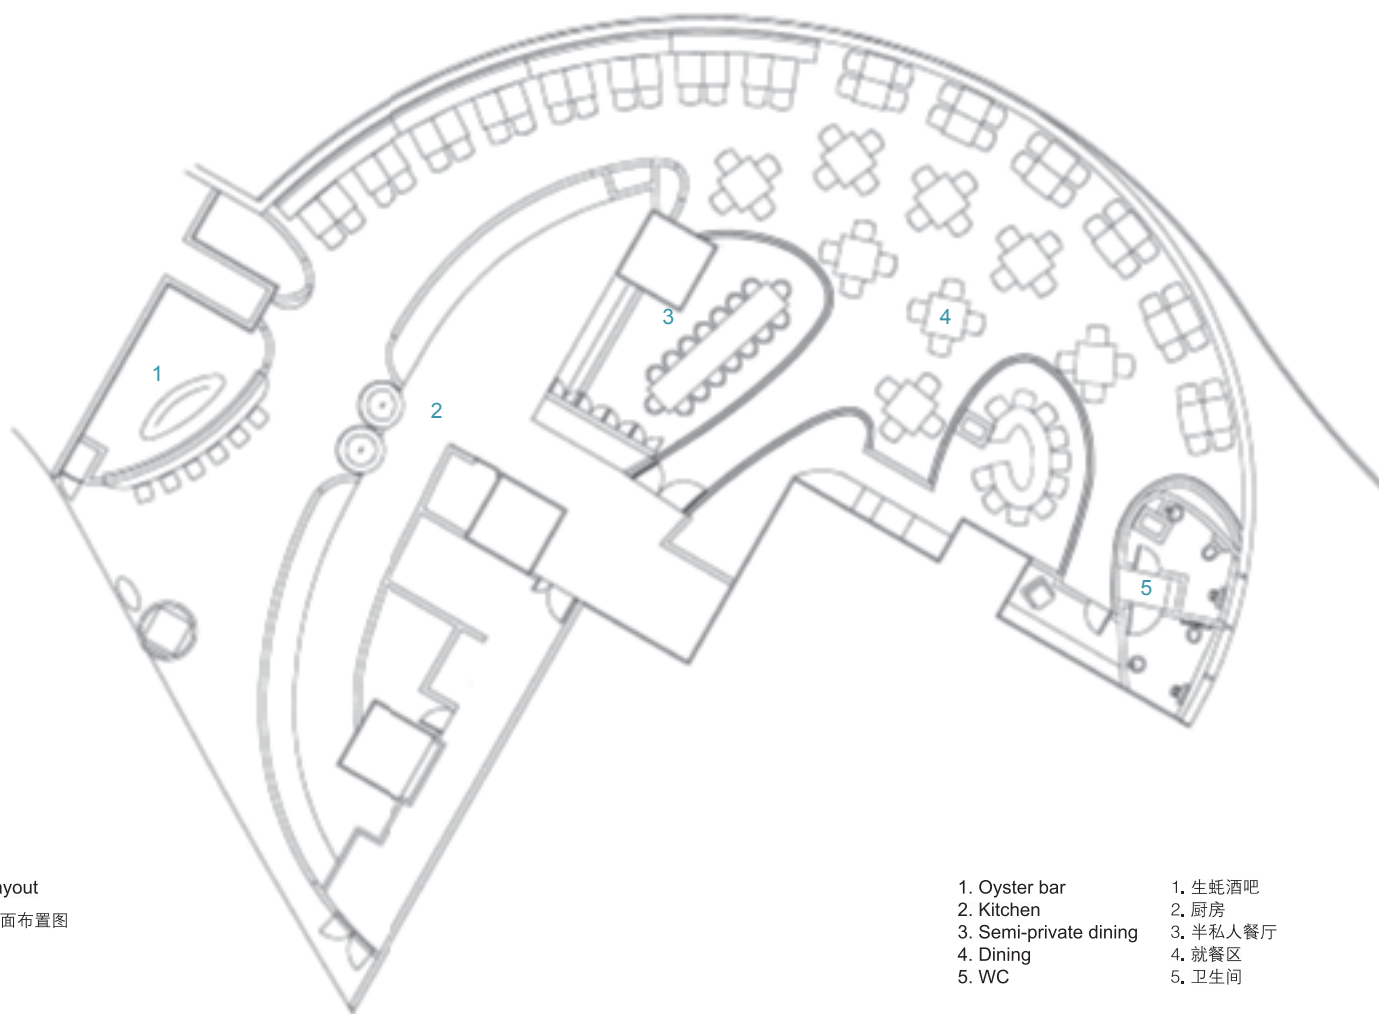 1
2
3
4
5
yout
面布置图
1. Oyster bar
2. Kitchen
3. Semi-private dining
4. Dining
5. WC
1. 生蚝酒吧
2. 厨房
3. 半私人餐厅
4. 就餐区
5. 卫生间